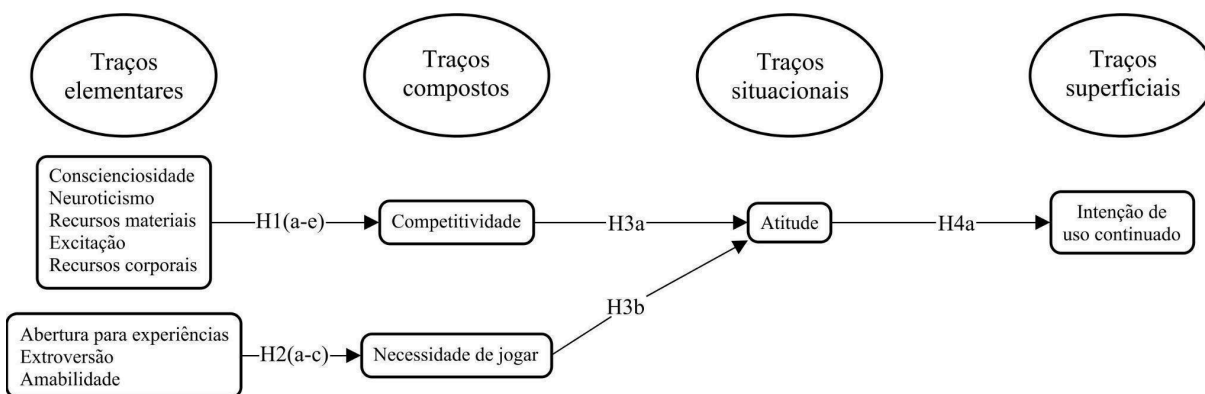 Traços
elementares
Traços
compostos
Traços
situacionais
Traços
superficiais
Conscienciosidade
Neuroticismo
Recursos materiais
Excitação
Recursos corporais
H1(a-e)
Competitividade
H3a
Atitude
H4a
Intenção de
uso continuado
H3b
Abertura para experiências
Extroversão
Amabilidade
H2(a-c)
Necessidade de jogar